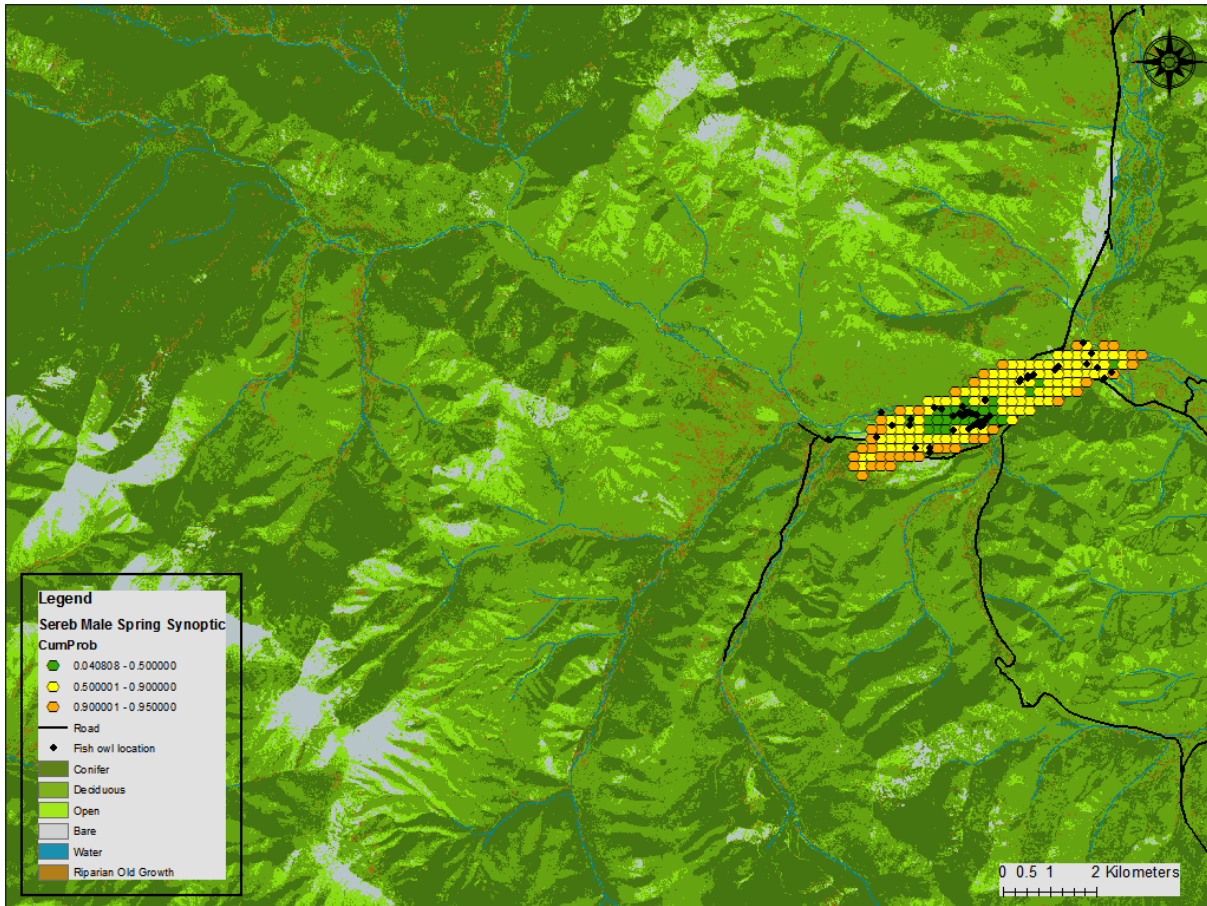 Legend
Sereb Male Spring Synoptic
CumProb
0.040808 - 0.500000
0.500001 - 0.900000
0.900001 - 0.950000
Road
Fish owl location
Conifer
Deciduous
Open
Bare
Water
Riparian Old Growth
0 0.5 1 2 Kilometers